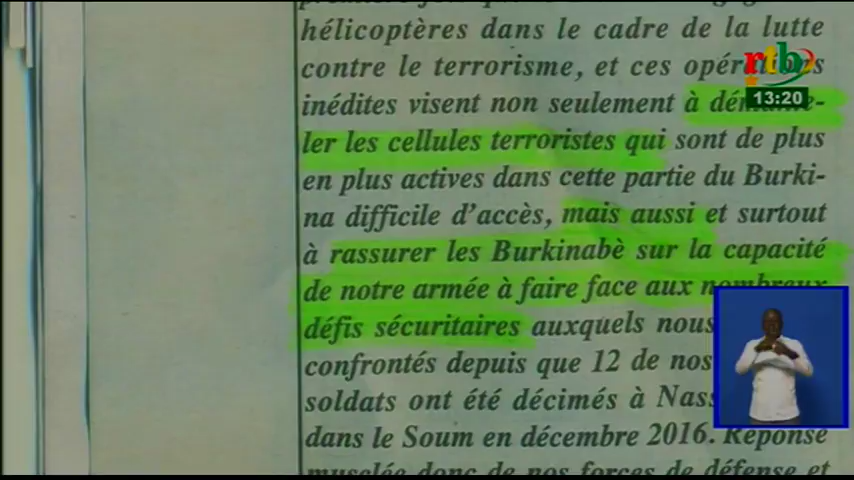 hélicoptères dans le cadre de la lutte
contre le terrorisme, et ces opérations
inédites visent non seulement à démante-
ler les cellules terroristes qui sont de plus
en plus actives dans cette partie du Burki-
na difficile d'accès, mais aussi et surtout
à rassurer les Burkinabè sur la capacité
de notre armée à faire face aux nombreux
défis sécuritaires auxquels nous
confrontés depuis que 12 de nos
soldats ont été décimés à Nass
dans le Soum en décembre 2016. Réponse
musclée donc de nos forces de défense et
rtb
13:20